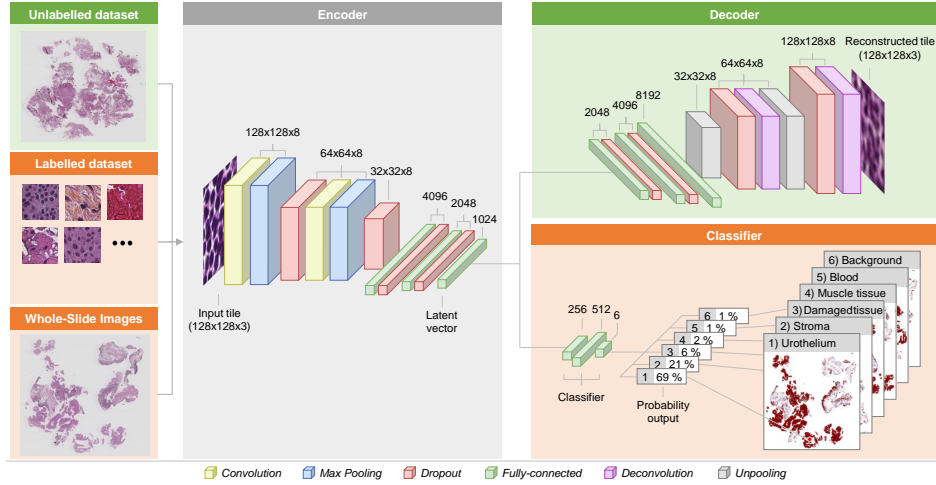 Unlabelled dataset
Labelled dataset
•••
Whole-Slide Images
Encoder
128x128x8
64x64x8
32x32x8
4096
2048
1024
Input tile
(128x128x3)
Latent
vector
Decoder
2048
4096
8192
32x32x8
64x64x8
128x128x8
Reconstructed tile
(128x128x3)
Classifier
256
512
6
Classifier
6 1 %
5 1 %
4 2 %
3 6 %
2 21 %
1 69 %
Probability
output
6) Background
5) Blood
4) Muscle tissue
3) Damagedtissue
2) Stroma
1) Urothelium
Convolution
Max Pooling
Dropout
Fully-connected
Deconvolution
Unpooling